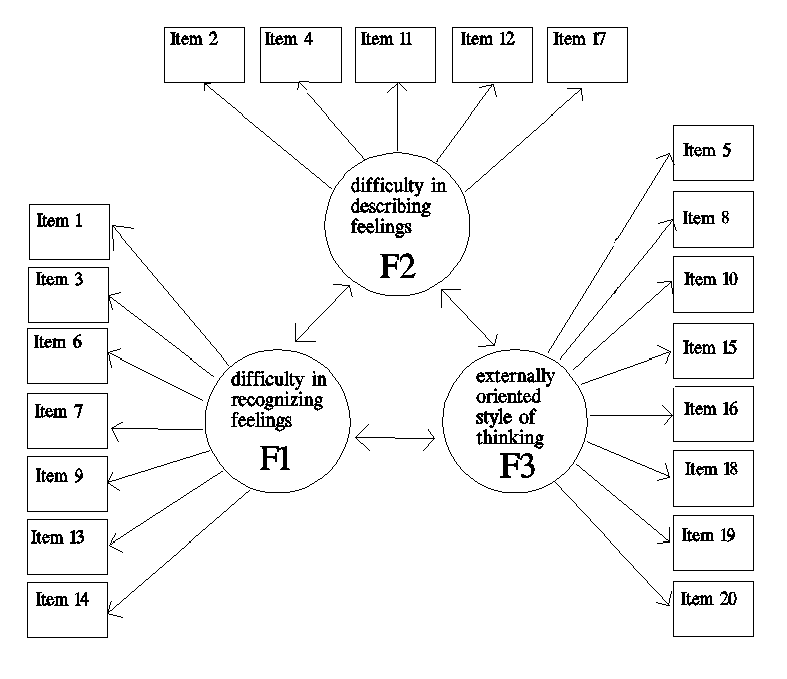 Item 2
Item 4
Item 11
Item 12
Item 17
difficulty in
describing
feelings
F2
Item 1
Item 3
Item 6
Item 7
Item 9
Item 13
Item 14
difficulty in
recognizing
feelings
F1
externally
oriented
style of
thinking
F3
Item 5
Item 8
Item 10
Item 15
Item 16
Item 18
Item 19
Item 20